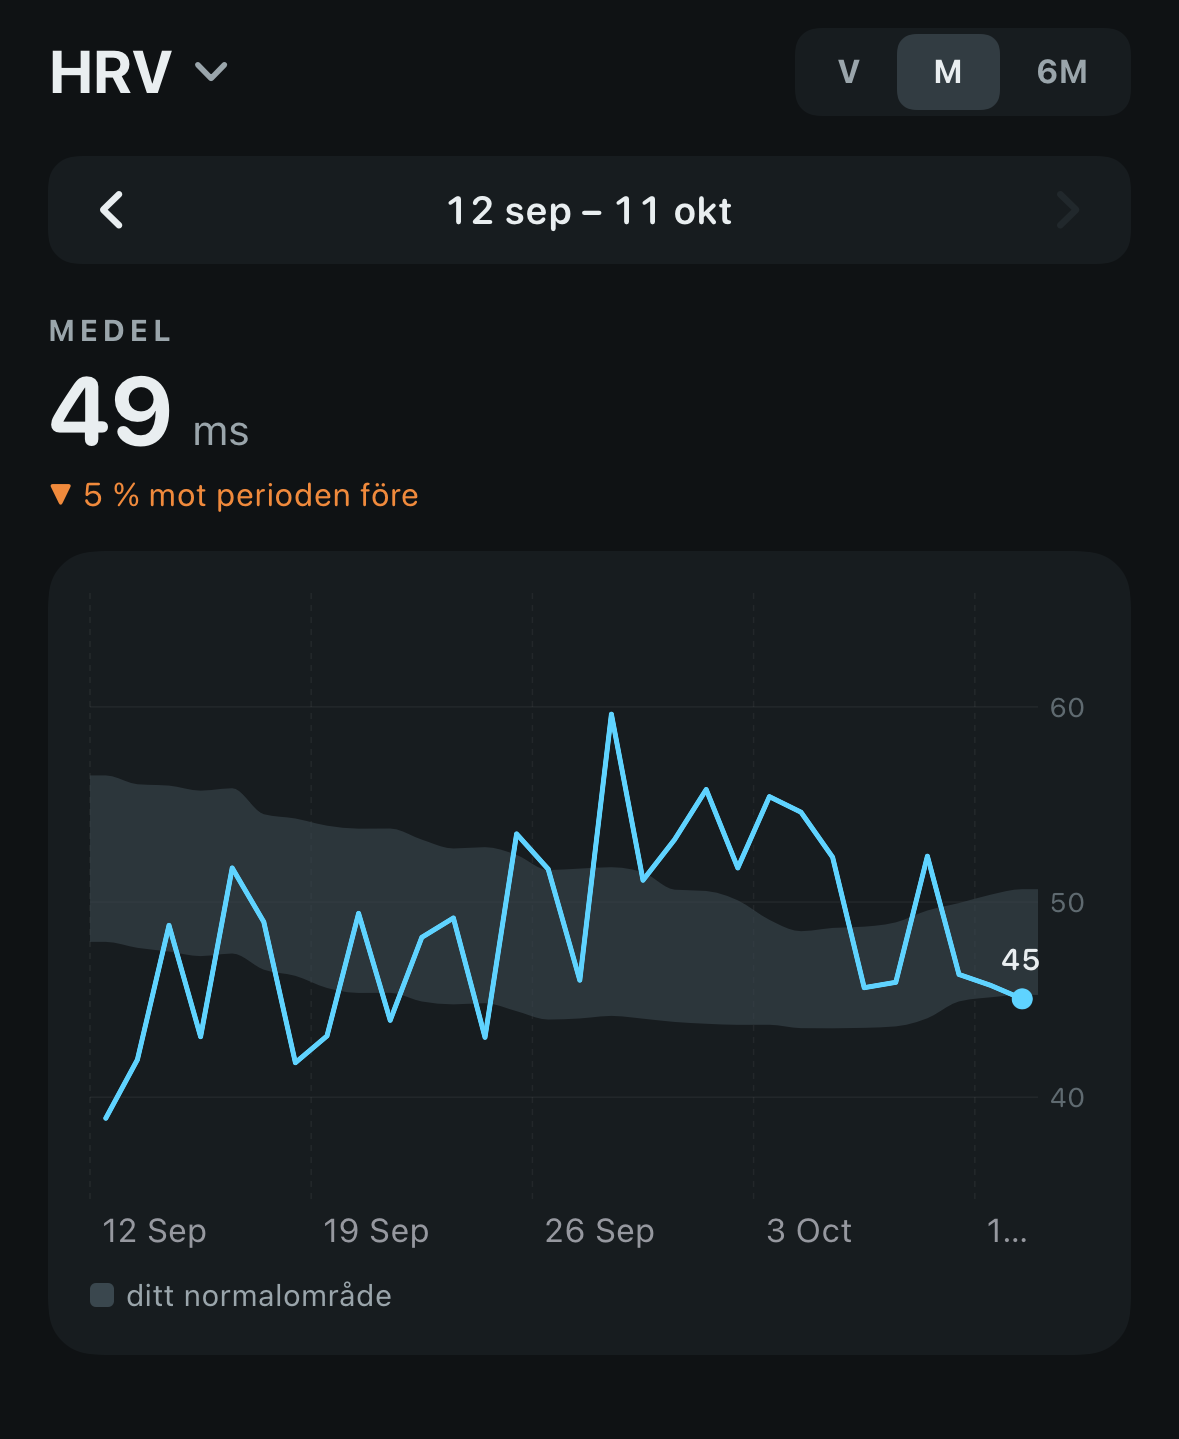 HRV
V M 6M
12 sep – 11 okt
MEDEL
49 ms
▼ 5 % mot perioden före
60
50
45
40
12 Sep 19 Sep 26 Sep 3 Oct 1...
ditt normalområde